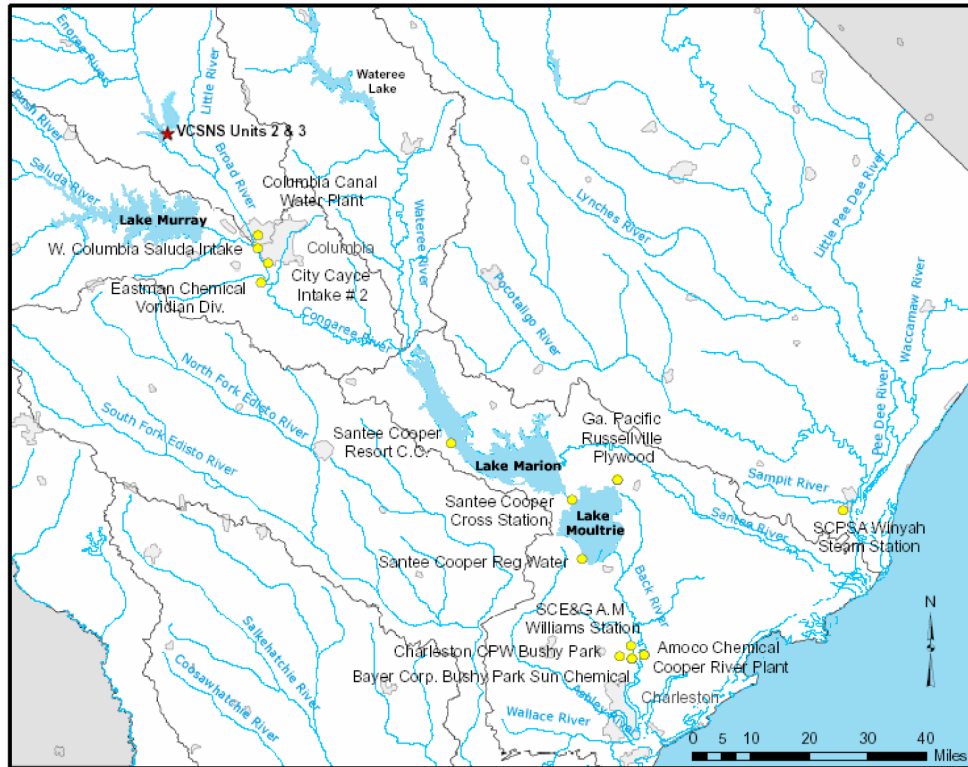 Enoree River
Little River
Wateree
Lake
Bush River
VCSNS Units 2 & 3
Saluda River
Broad River
Columbia Canal
Water Plant
Lake Murray
Wateree River
Lynches River
Little Pee Dee River
W. Columbia Saluda Intake
Columbia
Eastman Chemical
Voridian Div.
City Cayce
Intake # 2
Congaree River
Pocotaligo River
Waccamaw River
Pee Dee River
North Fork Edisto River
South Fork Edisto River
Santee Cooper
Resort C.C.
Ga. Pacific
Russellville
Plywood
Lake Marion
Sampit River
Santee Cooper
Cross Station
Lake
Moultrie
Santee River
SCPSA Winyah
Steam Station
Santee Cooper Reg Water
Back River
SCE&G A.M
Williams Station
N
Charleston CPW Bushy Park
Amoco Chemical
Cooper River Plant
Bayer Corp. Bushy Park Sun Chemical
Charleston
Salkehatchie River
Cobsawhatchie River
Ashley River
Wallace River
0 5 10 20 30 40
Miles